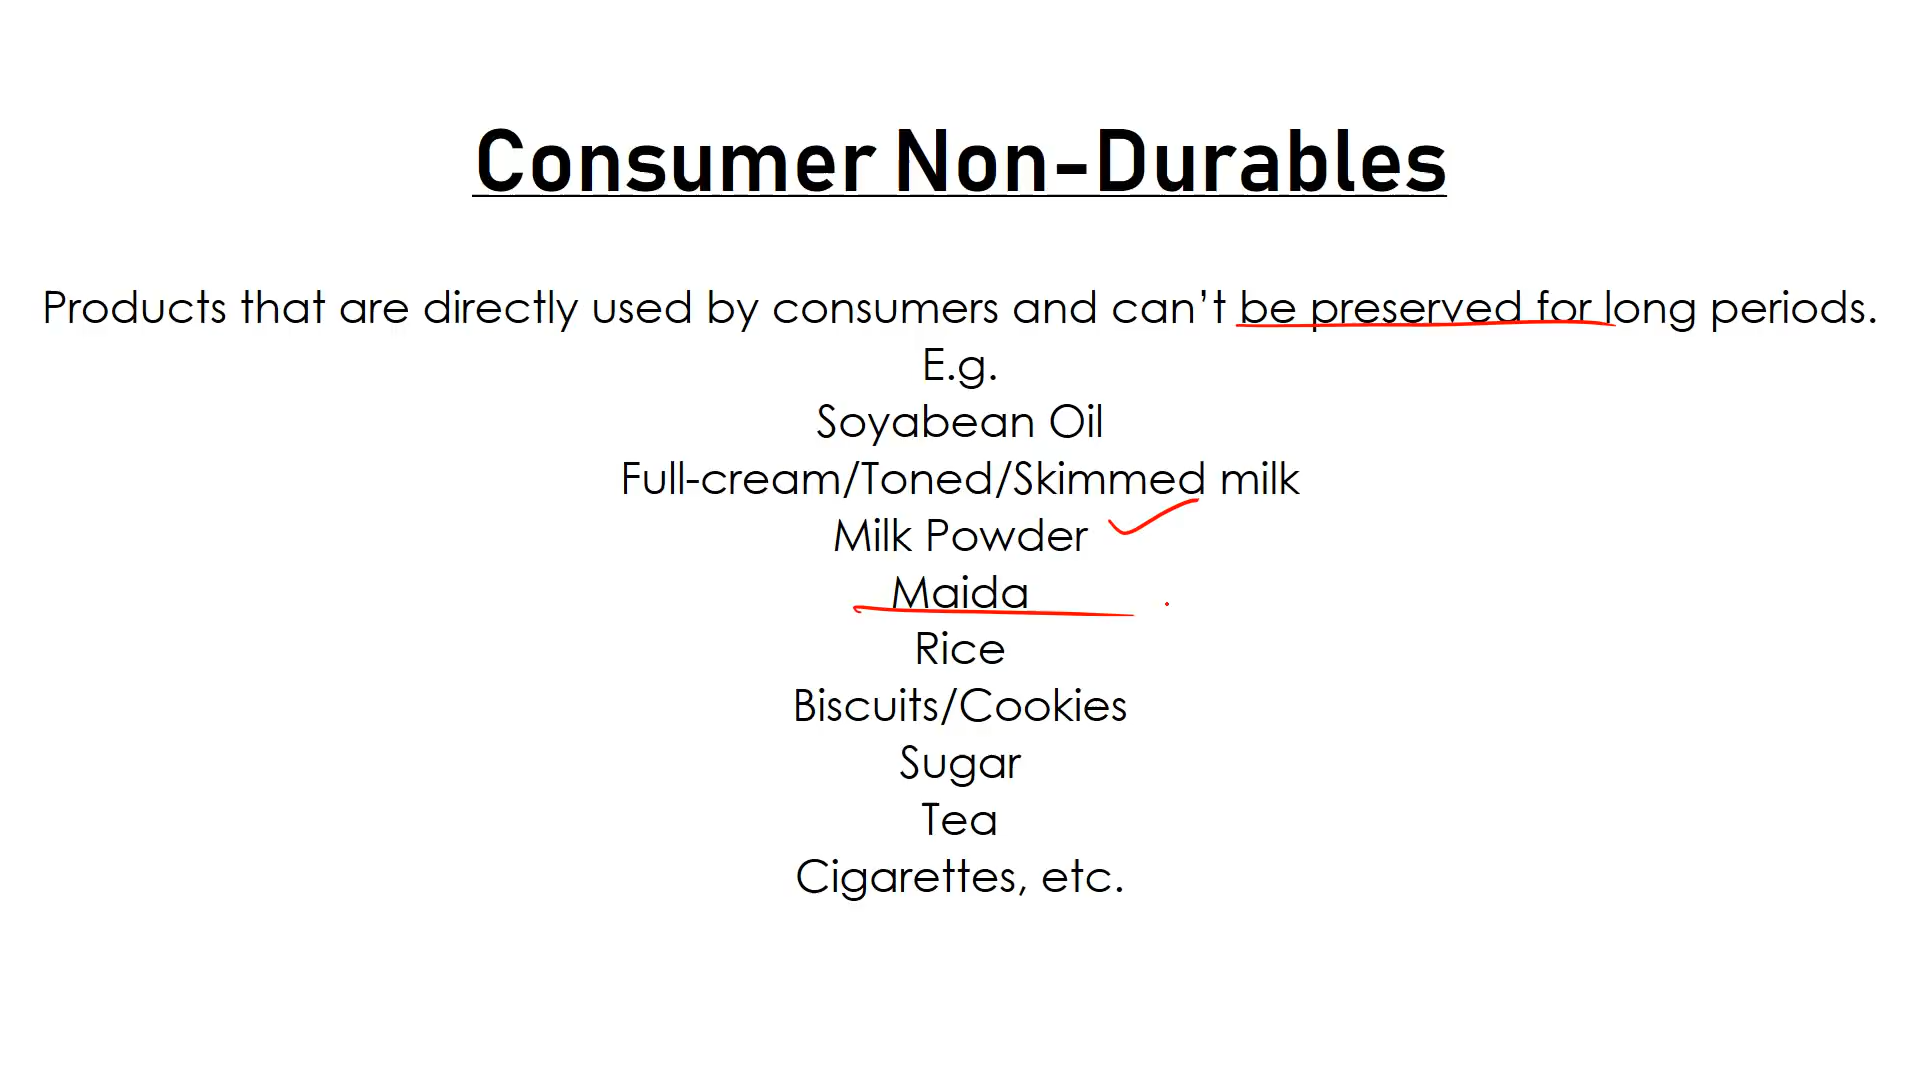 Consumer Non-Durables
Products that are directly used by consumers and can’t be preserved for long periods.
E.g.
Soyabean Oil
Full-cream/Toned/Skimmed milk
Milk Powder
Maida
Rice
Biscuits/Cookies
Sugar
Tea
Cigarettes, etc.